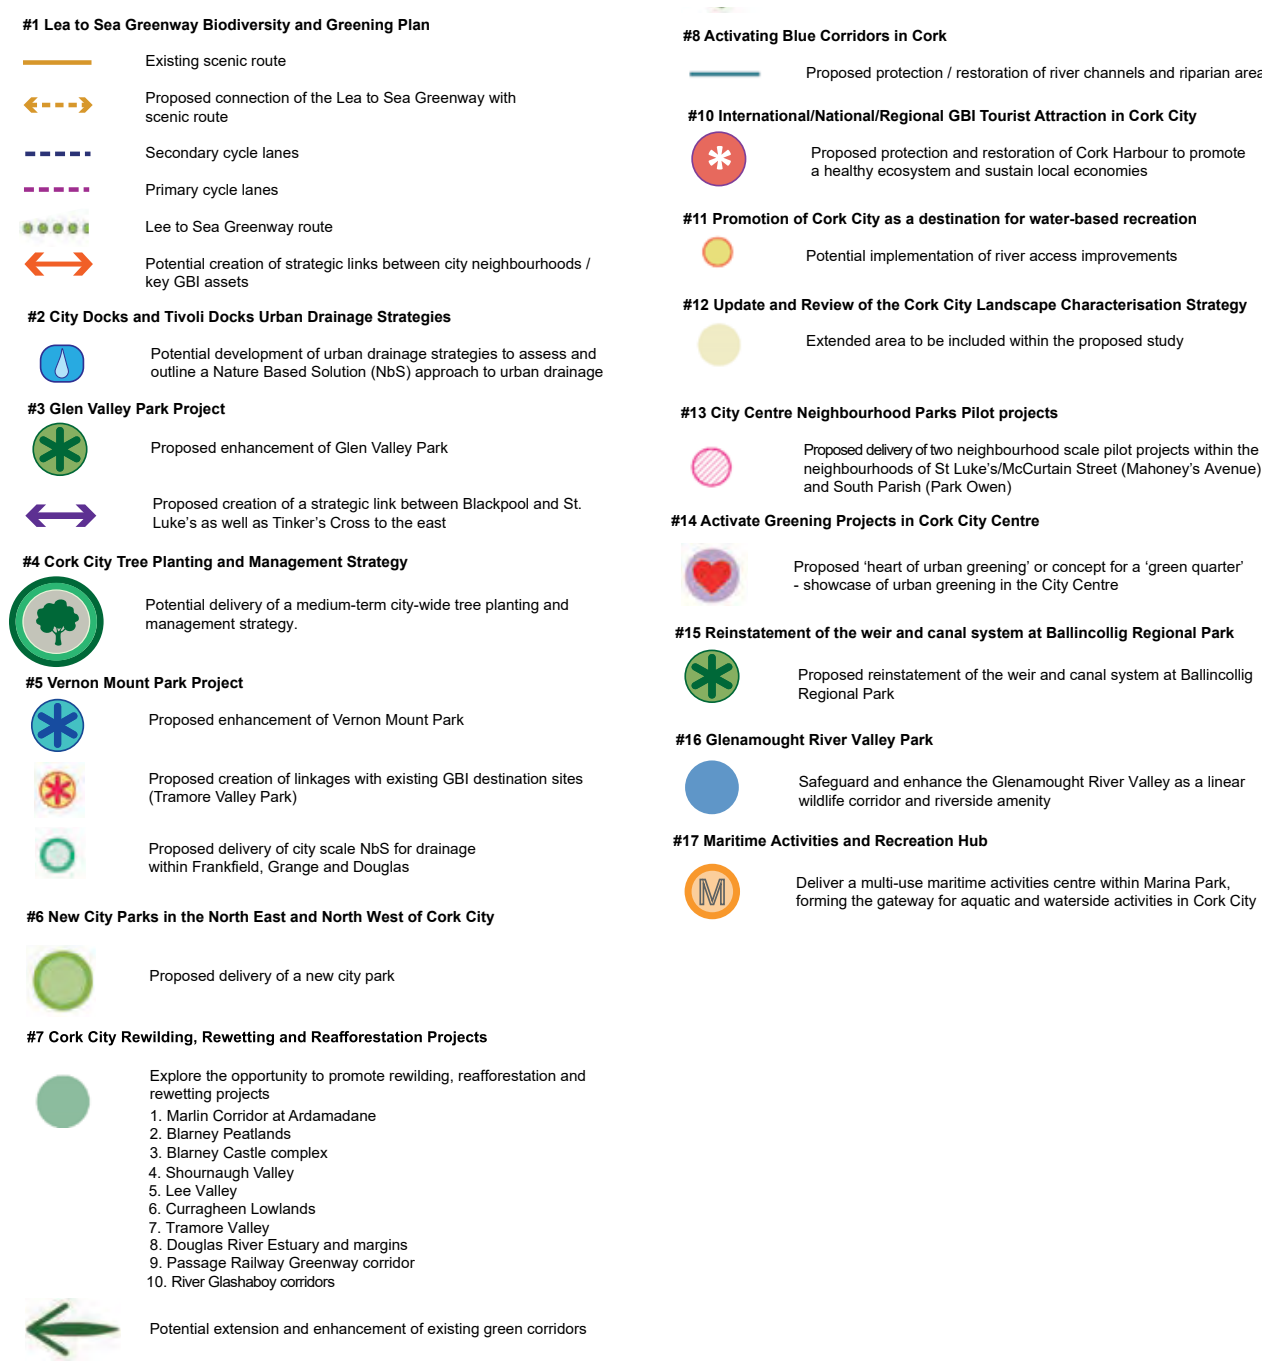 #1 Lea to Sea Greenway Biodiversity and Greening Plan
Existing scenic route
Proposed connection of the Lea to Sea Greenway with
scenic route
Secondary cycle lanes
Primary cycle lanes
Lee to Sea Greenway route
Potential creation of strategic links between city neighbourhoods /
key GBI assets
#2 City Docks and Tivoli Docks Urban Drainage Strategies
Potential development of urban drainage strategies to assess and
outline a Nature Based Solution (NbS) approach to urban drainage
#3 Glen Valley Park Project
Proposed enhancement of Glen Valley Park
Proposed creation of a strategic link between Blackpool and St.
Luke's as well as Tinker's Cross to the east
#4 Cork City Tree Planting and Management Strategy
Potential delivery of a medium-term city-wide tree planting and
management strategy.
#5 Vernon Mount Park Project
Proposed enhancement of Vernon Mount Park
Proposed creation of linkages with existing GBI destination sites
(Tramore Valley Park)
Proposed delivery of city scale NbS for drainage
within Frankfield, Grange and Douglas
#6 New City Parks in the North East and North West of Cork City
Proposed delivery of a new city park
#7 Cork City Rewilding, Rewetting and Reafforestation Projects
Explore the opportunity to promote rewilding, reafforestation and
rewetting projects
1. Marlin Corridor at Ardamadane
2. Blarney Peatlands
3. Blarney Castle complex
4. Shournaugh Valley
5. Lee Valley
6. Curragheen Lowlands
7. Tramore Valley
8. Douglas River Estuary and margins
9. Passage Railway Greenway corridor
10. River Glashaboy corridors
Potential extension and enhancement of existing green corridors
#8 Activating Blue Corridors in Cork
Proposed protection / restoration of river channels and riparian area
#10 International/National/Regional GBI Tourist Attraction in Cork City
Proposed protection and restoration of Cork Harbour to promote
a healthy ecosystem and sustain local economies
#11 Promotion of Cork City as a destination for water-based recreation
Potential implementation of river access improvements
#12 Update and Review of the Cork City Landscape Characterisation Strategy
Extended area to be included within the proposed study
#13 City Centre Neighbourhood Parks Pilot projects
Proposed delivery of two neighbourhood scale pilot projects within the
neighbourhoods of St Luke's/McCurtain Street (Mahoney's Avenue)
and South Parish (Park Owen)
#14 Activate Greening Projects in Cork City Centre
Proposed 'heart of urban greening' or concept for a 'green quarter'
- showcase of urban greening in the City Centre
#15 Reinstatement of the weir and canal system at Ballincollig Regional Park
Proposed reinstatement of the weir and canal system at Ballincollig
Regional Park
#16 Glenamought River Valley Park
Safeguard and enhance the Glenamought River Valley as a linear
wildlife corridor and riverside amenity
#17 Maritime Activities and Recreation Hub
M
Deliver a multi-use maritime activities centre within Marina Park,
forming the gateway for aquatic and waterside activities in Cork City